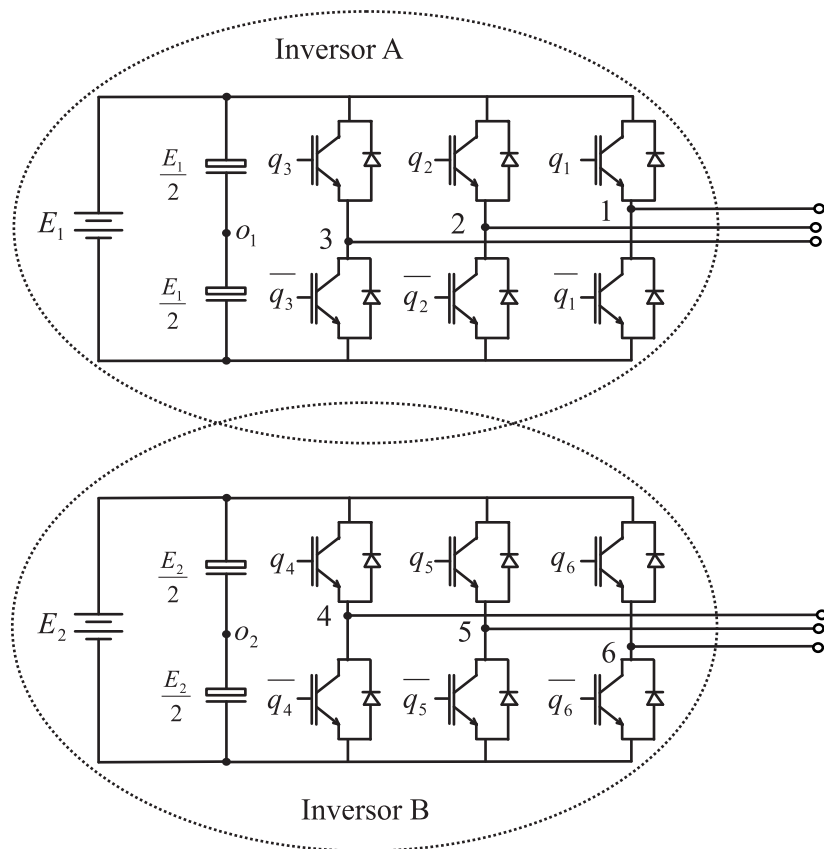 Inversor A
E₁/2
q₃
q₂
q₁
E₁
o₁
3
2
1
E₁/2
q̅₃
q̅₂
q̅₁
E₂/2
q₄
q₅
q₆
E₂
o₂
4
5
6
E₂/2
q̅₄
q̅₅
q̅₆
Inversor B